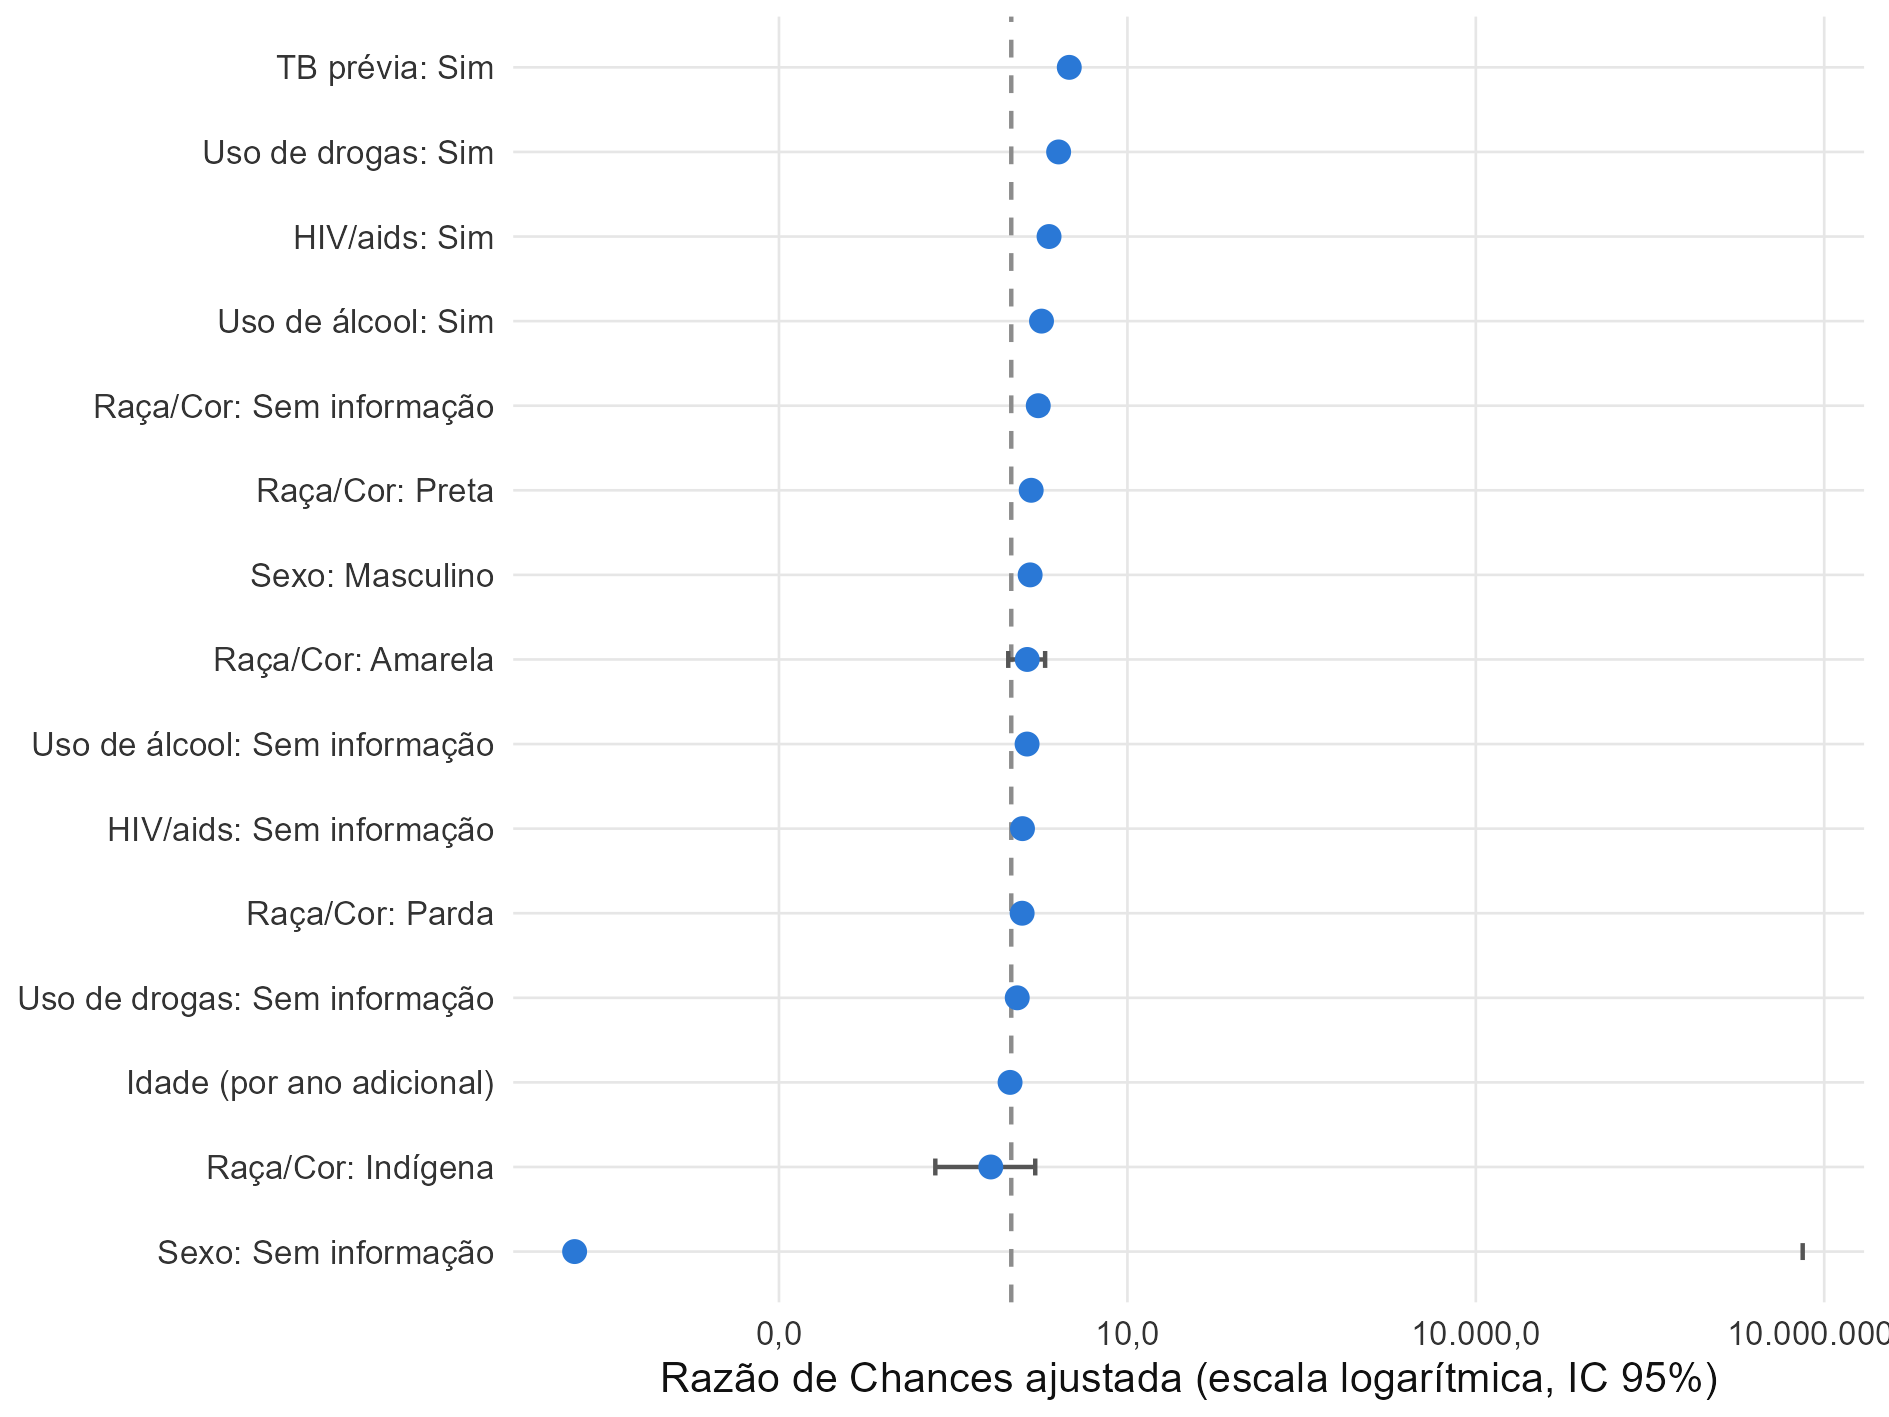 TB prévia: Sim
Uso de drogas: Sim
HIV/aids: Sim
Uso de álcool: Sim
Raça/Cor: Sem informação
Raça/Cor: Preta
Sexo: Masculino
Raça/Cor: Amarela
Uso de álcool: Sem informação
HIV/aids: Sem informação
Raça/Cor: Parda
Uso de drogas: Sem informação
Idade (por ano adicional)
Raça/Cor: Indígena
Sexo: Sem informação
0,0 10,0 10.000,0 10.000.000
Razão de Chances ajustada (escala logarítmica, IC 95%)